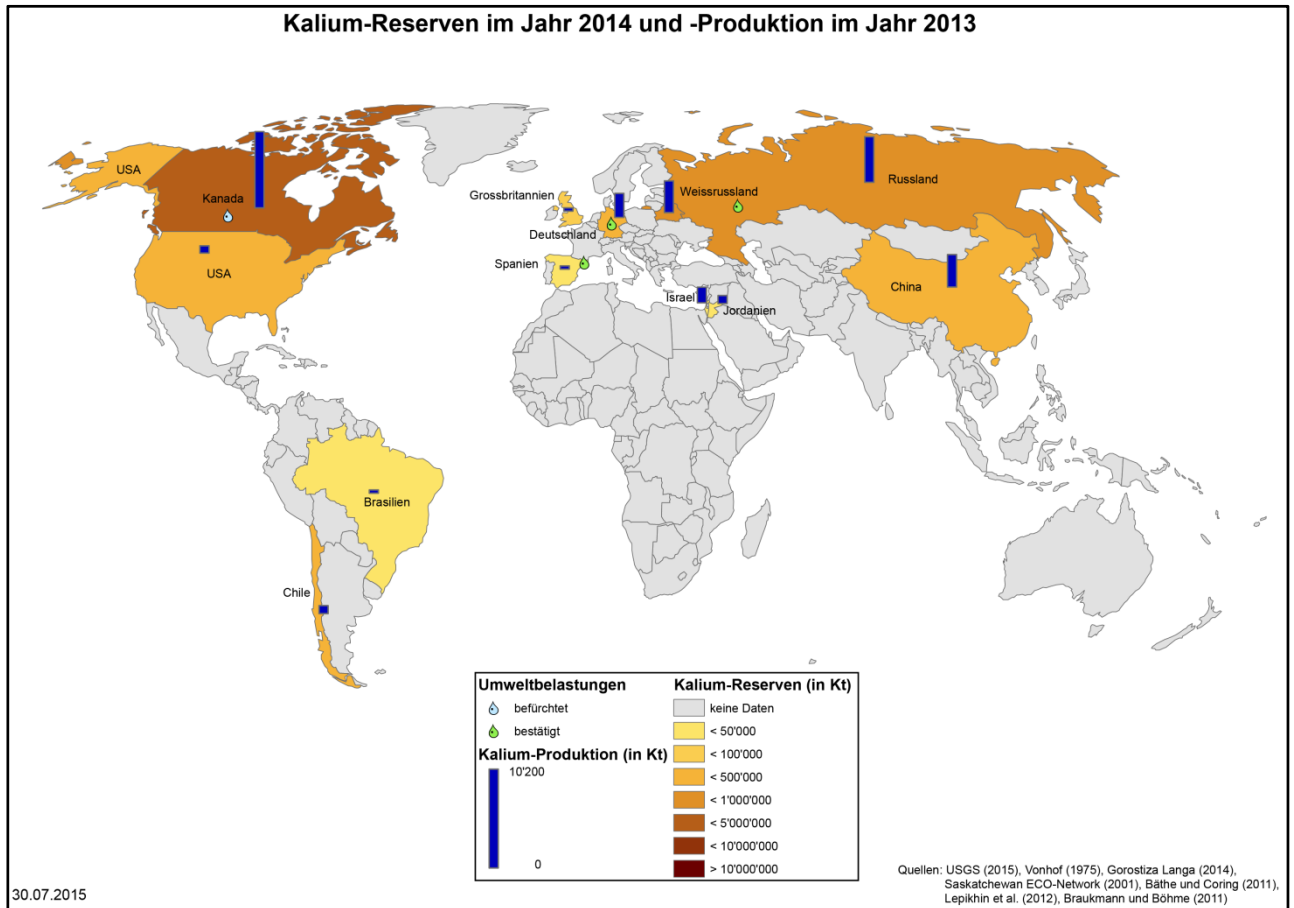 Kalium-Reserven im Jahr 2014 und -Produktion im Jahr 2013
USA
Kanada
USA
Grossbritannien
Weissrussland
Russland
Deutschland
Spanien
Israel
Jordanien
China
Brasilien
Chile
Umweltbelastungen
befürchtet
bestätigt
Kalium-Produktion (in Kt)
10'200
0
Kalium-Reserven (in Kt)
keine Daten
< 50'000
< 100'000
< 500'000
< 1'000'000
< 5'000'000
< 10'000'000
> 10'000'000
30.07.2015
Quellen: USGS (2015), Vonhof (1975), Gorostiza Langa (2014),
Saskatchewan ECO-Network (2001), Bäthe und Coring (2011),
Lepikhin et al. (2012), Braukmann und Böhme (2011)